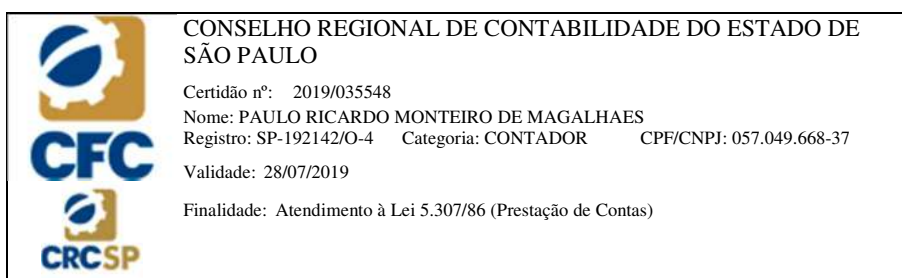 CONSELHO REGIONAL DE CONTABILIDADE DO ESTADO DE
SÃO PAULO
Certidão nº: 2019/035548
Nome: PAULO RICARDO MONTEIRO DE MAGALHAES
Registro: SP-192142/O-4 Categoria: CONTADOR CPF/CNPJ: 057.049.668-37
Validade: 28/07/2019
Finalidade: Atendimento à Lei 5.307/86 (Prestação de Contas)
CFC
CRCSP